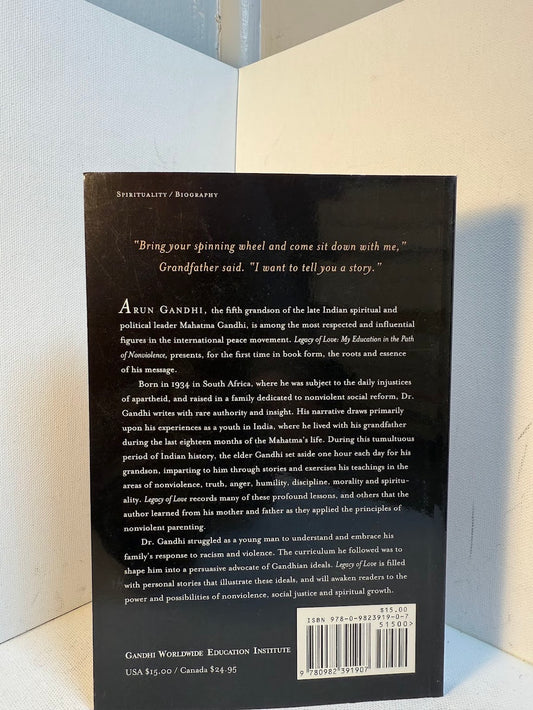 SPIRITUALITY / BIOGRAPHY
"Bring your spinning wheel and come sit down with me,"
Grandfather said. "I want to tell you a story."
ARUN GANDHI, the fifth grandson of the late Indian spiritual and
political leader Mahatma Gandhi, is among the most respected and influential
figures in the international peace movement. Legacy of Love: My Education in the Path
of Nonviolence, presents, for the first time in book form, the roots and essence
of his message.
Born in 1934 in South Africa, where he was subject to the daily injustices
of apartheid, and raised in a family dedicated to nonviolent social reform, Dr.
Gandhi writes with rare authority and insight. His narrative draws primarily
upon his experiences as a youth in India, where he lived with his grandfather
during the last eighteen months of the Mahatma's life. During this tumultuous
period of Indian history, the elder Gandhi set aside one hour each day for his
grandson, imparting to him through stories and exercises his teachings in the
areas of nonviolence, truth, anger, humility, discipline, morality and spiritu-
ality. Legacy of Love records many of these profound lessons, and others that the
author learned from his mother and father as they applied the principles of
nonviolent parenting.
Dr. Gandhi struggled as a young man to understand and embrace his
family's response to racism and violence. The curriculum he followed was to
shape him into a persuasive advocate of Gandhian ideals. Legacy of Love is filled
with personal stories that illustrate these ideals, and will awaken readers to the
power and possibilities of nonviolence, social justice and spiritual growth.
$15.00
ISBN 978-0-9823919-0-7
51500>
9 780982 391907
GANDHI WORLDWIDE EDUCATION INSTITUTE
USA $15.00 / Canada $24.95